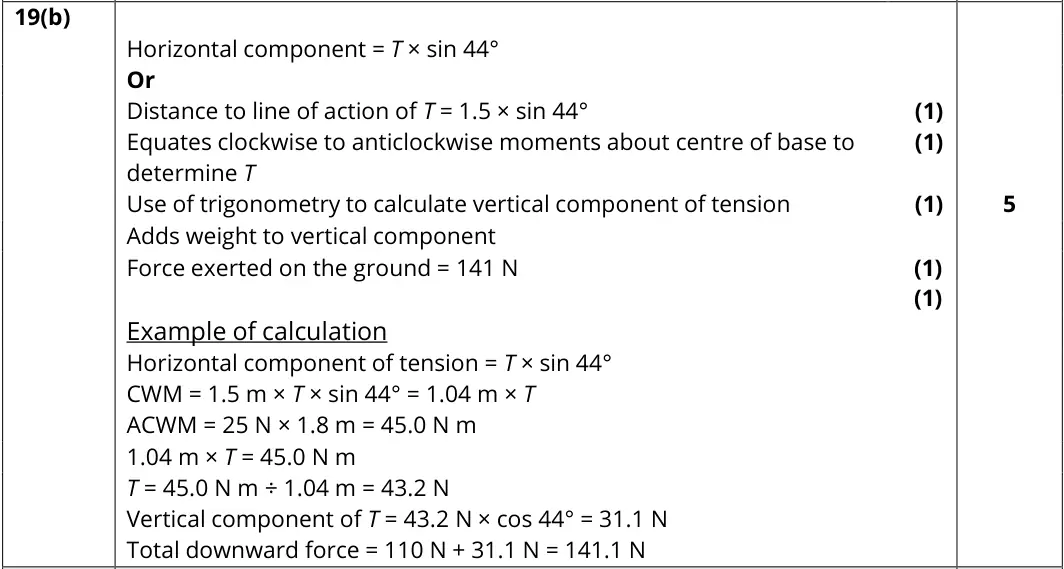 19(b)
Horizontal component = T × sin 44°
Or
Distance to line of action of T = 1.5 × sin 44° (1)
Equates clockwise to anticlockwise moments about centre of base to (1)
determine T
Use of trigonometry to calculate vertical component of tension (1) 5
Adds weight to vertical component
Force exerted on the ground = 141 N (1)
(1)
Example of calculation
Horizontal component of tension = T × sin 44°
CWM = 1.5 m × T × sin 44° = 1.04 m × T
ACWM = 25 N × 1.8 m = 45.0 N m
1.04 m × T = 45.0 N m
T = 45.0 N m ÷ 1.04 m = 43.2 N
Vertical component of T = 43.2 N × cos 44° = 31.1 N
Total downward force = 110 N + 31.1 N = 141.1 N